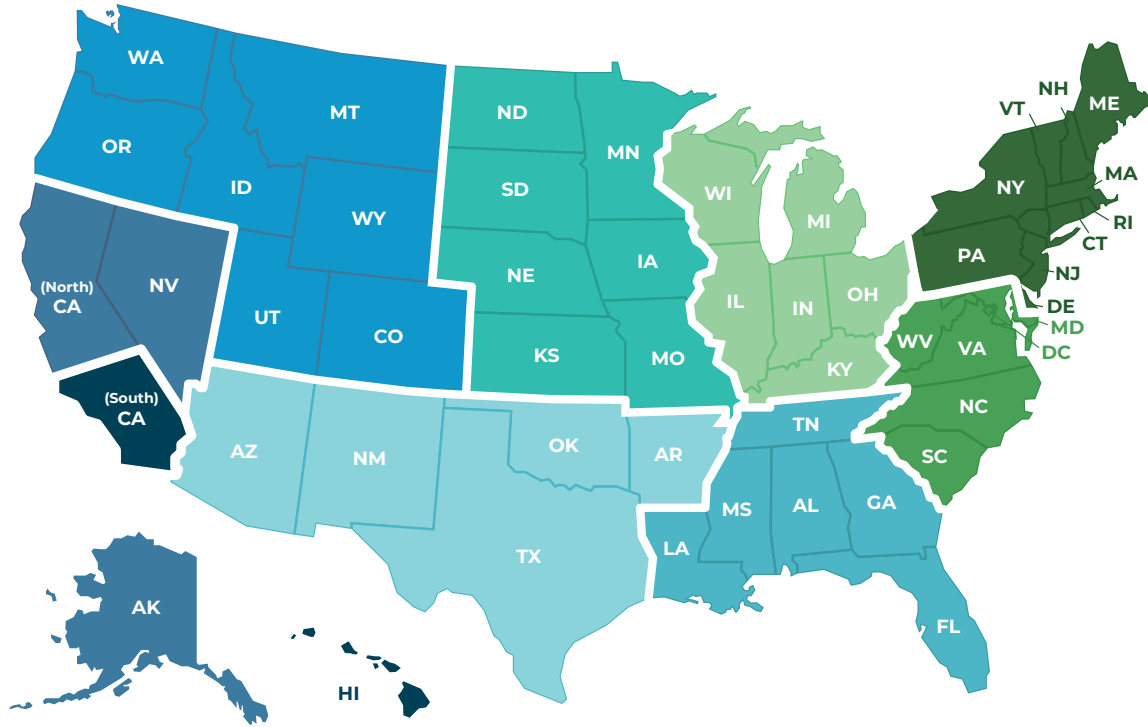 WA
OR
ID
MT
WY
(North)
CA
NV
UT
CO
(South)
CA
AZ
NM
ND
SD
NE
KS
MN
IA
MO
OK
AR
TX
WI
MI
IL
IN
OH
KY
TN
MS
AL
GA
LA
FL
WV
VA
NC
SC
MD
DC
ME
NH
VT
NY
MA
RI
CT
PA
NJ
DE
AK
HI